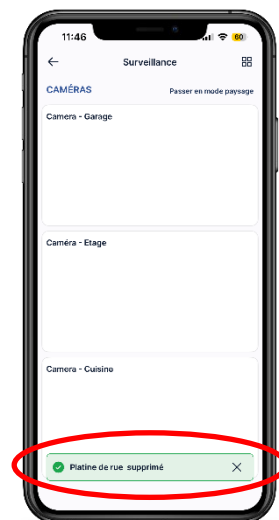 11:46
60
Surveillance
CAMÉRAS
Passer en mode paysage
Camera - Garage
Caméra - Etage
Camera - Cuisine
Platine de rue supprimé